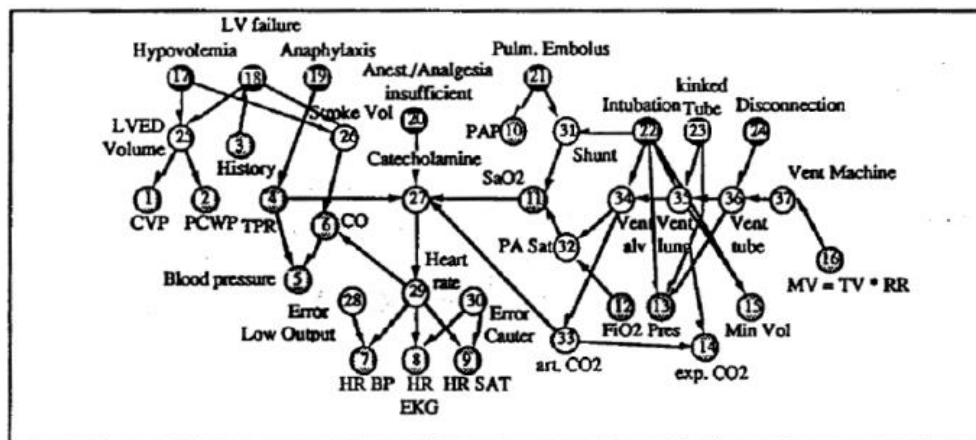 LV failure
Hypovolemia
Anaphylaxis
Pulm. Embolus
Anest./Analgesia
insufficient
Intubation
kinked
Tube
Disconnection
17
18
19
21
22
23
24
Stroke Vol
20
LVED
Volume
25
3
26
PAP
10
31
Shunt
Vent Machine
History
Catecholamine
SaO2
1
2
4
27
11
34
35
36
37
CVP
PCWP
TPR
6
CO
PA Sat
32
Vent
alv
Vent
lung
Vent
tube
16
MV = TV * RR
Blood pressure
5
Heart
rate
Error
Low Output
28
29
30
Error
Cauter
12
13
15
FiO2
Pres
Min Vol
33
14
art. CO2
exp. CO2
7
8
9
HR BP
HR
EKG
HR SAT